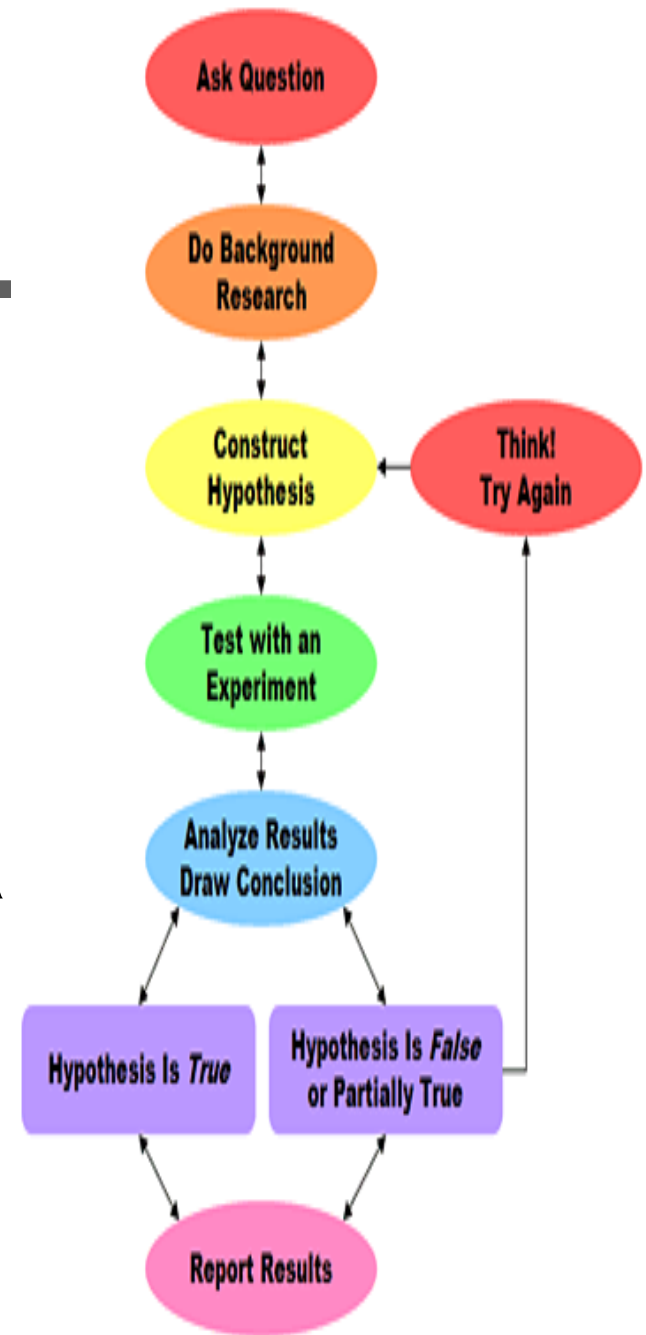 Ask Question
Do Background
Research
Construct
Hypothesis
Think!
Try Again
Test with an
Experiment
Analyze Results
Draw Conclusion
Hypothesis Is True
Hypothesis Is False
or Partially True
Report Results